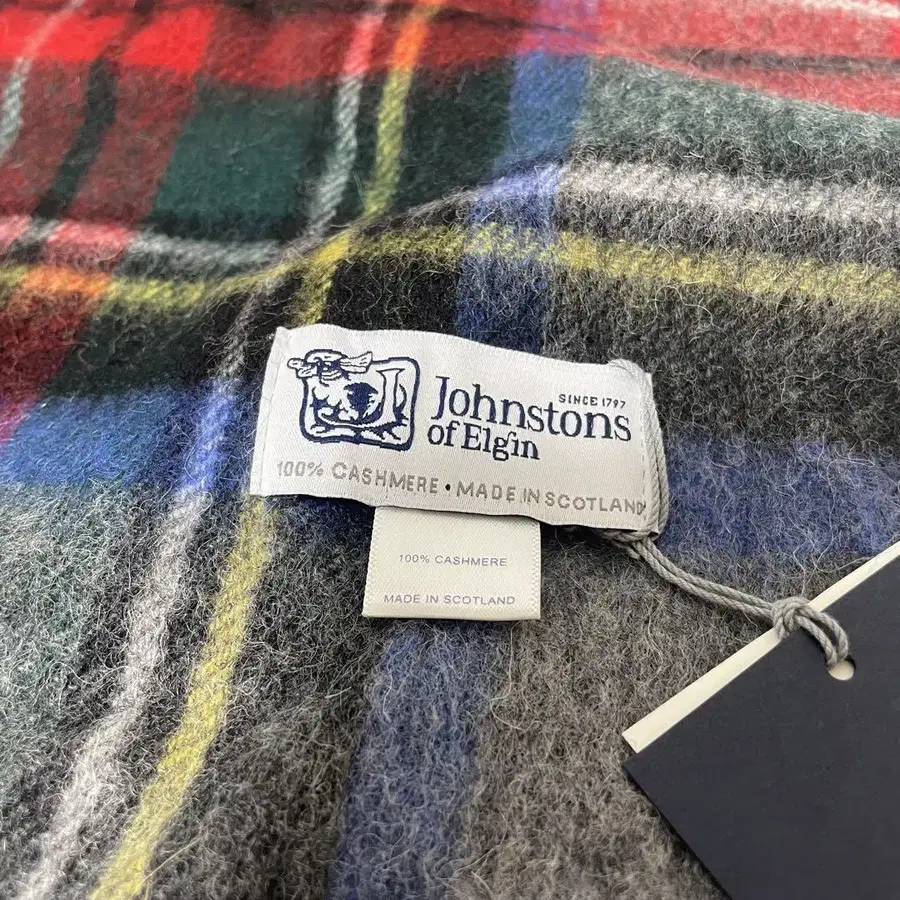 SINCE 1797
Johnstons
of Elgin
100% CASHMERE • MADE IN SCOTLAND
100% CASHMERE
MADE IN SCOTLAND